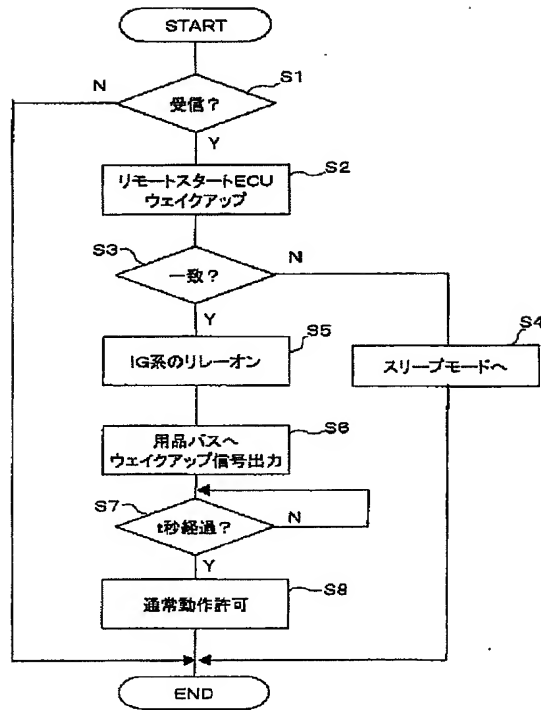 START
N
S1
受信?
Y
S2
リモートスタートECU
ウェイクアップ
S3
N
一致?
Y
S5
S4
IG系のリレーオン
スリープモードへ
S6
用品バスへ
ウェイクアップ信号出力
S7
t秒経過?
N
Y
S8
通常動作許可
END